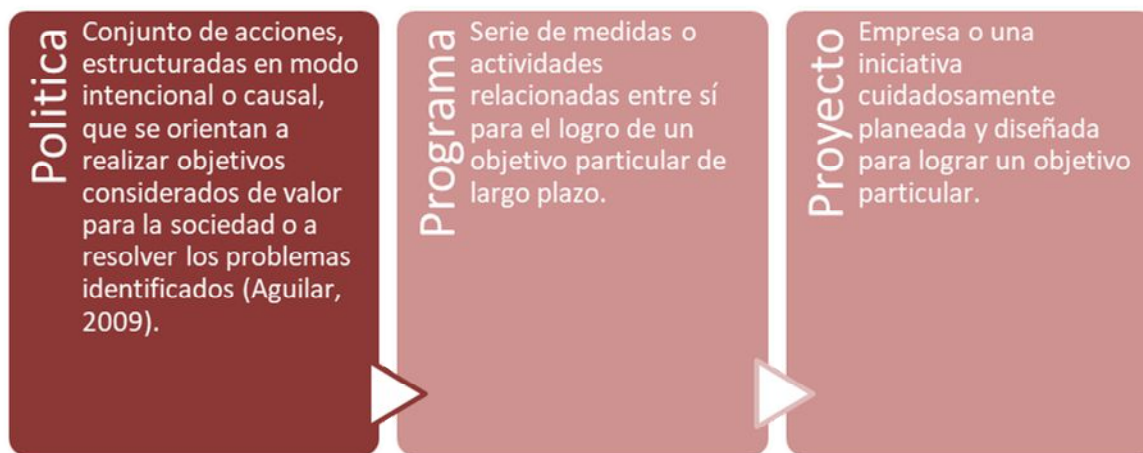 Politica
Conjunto de acciones,
estructuradas en modo
intencional o causal,
que se orientan a
realizar objetivos
considerados de valor
para la sociedad o a
resolver los problemas
identificados (Aguilar,
2009).
Programa
Serie de medidas o
actividades
relacionadas entre sí
para el logro de un
objetivo particular de
largo plazo.
Proyecto
Empresa o una
iniciativa
cuidadosamente
planeada y diseñada
para lograr un objetivo
particular.